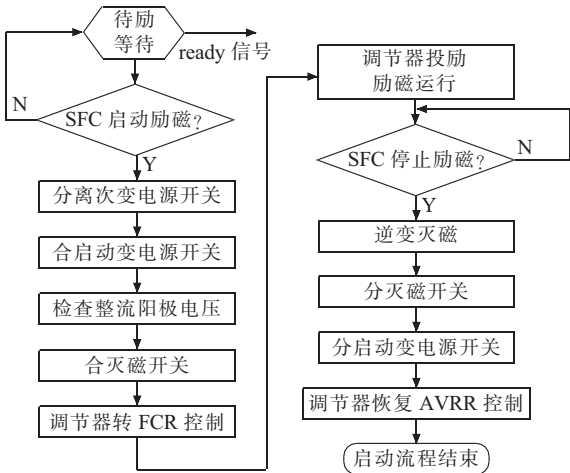 待励
等待
ready 信号
N
SFC 启动励磁?
Y
分离次变电源开关
合启动变电源开关
检查整流阳极电压
合灭磁开关
调节器转 FCR 控制
调节器投励
励磁运行
SFC 停止励磁?
N
Y
逆变灭磁
分灭磁开关
分启动变电源开关
调节器恢复 AVRR 控制
启动流程结束